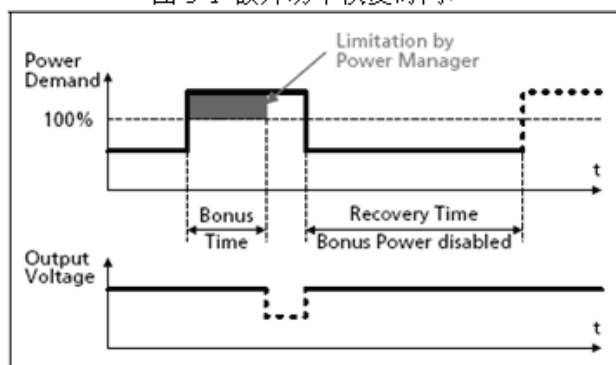 Limitation by
Power Manager
Power
Demand
100%
t
Bonus
Time
Recovery Time
Bonus Power disabled
Output
Voltage
t